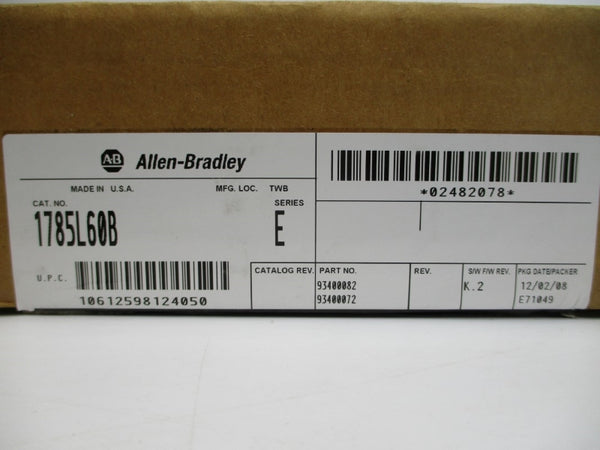 AB Allen-Bradley
MADE IN U.S.A. MFG. LOC. TWB
CAT. NO. SERIES
1785L60B E
U.P.C.
10612598124050
*02482078*
CATALOG REV. PART NO. REV. S/W F/W REV. PKG DATE/PACKER
93400082 K.2 12/02/08
93400072 E71049